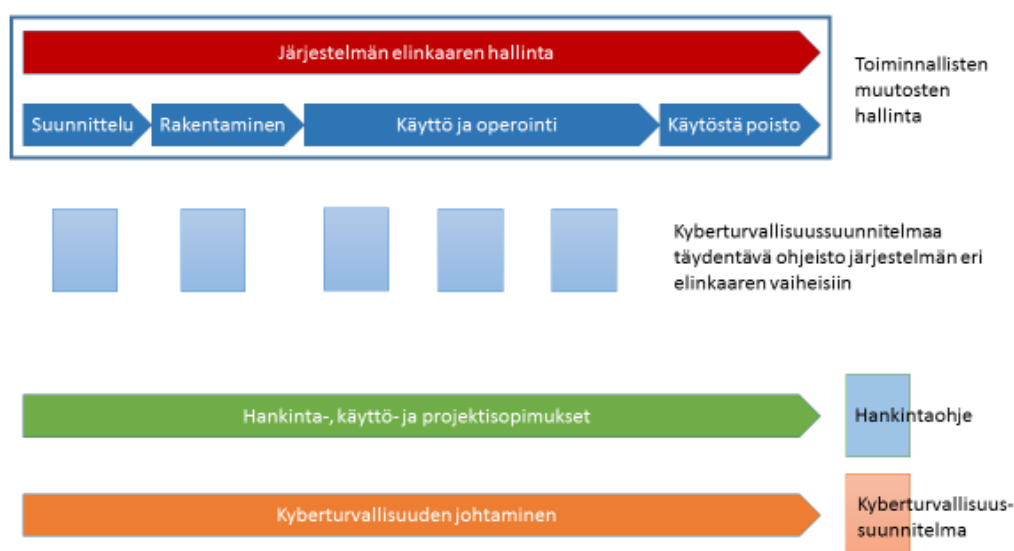 Järjestelmän elinkaaren hallinta
Toiminnallisten
muutosten
hallinta
Suunnittelu
Rakentaminen
Käyttö ja operointi
Käytöstä poisto
Kyberturvallisuussuunnitelmaa
täydentävä ohjeisto järjestelmän eri
elinkaaren vaiheisiin
Hankinta-, käyttö- ja projektisopimukset
Hankintaohje
Kyberturvallisuuden johtaminen
Kyberturvallisuus-
suunnitelma